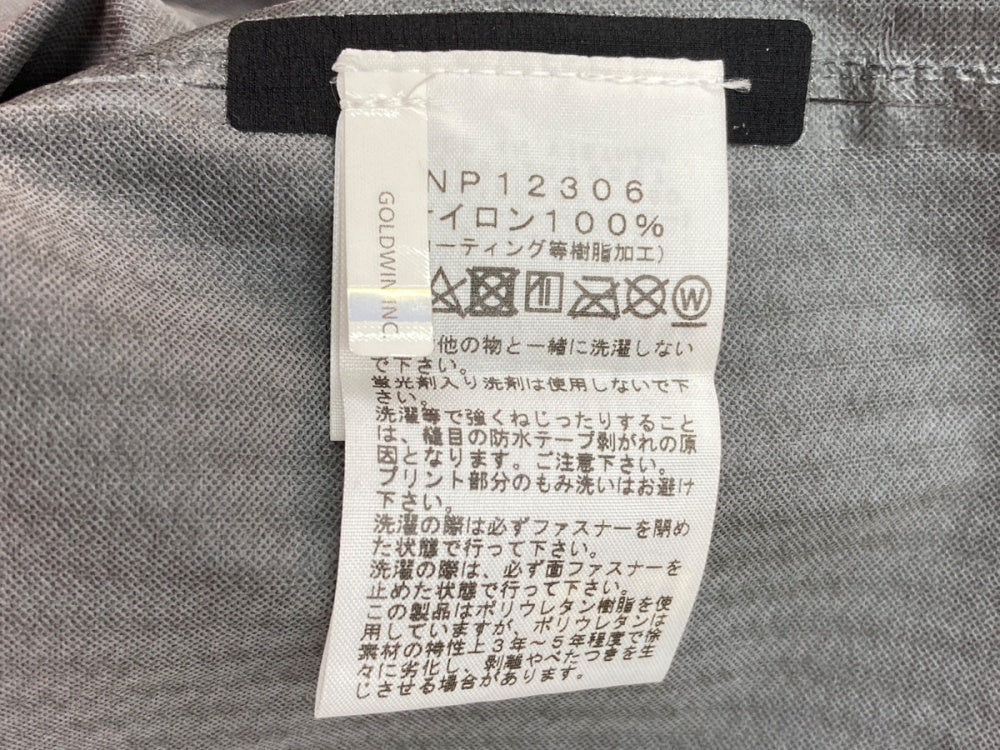 NP12306
イロン100%
ーティング等樹脂加工)
GOLDWIN INC.
W
他の物と一緒に洗濯しない
で下さい。
蛍光剤入り洗剤は使用しないで下
さい。
洗濯等で強くねじったりすること
は、縫目の防水テープ剥がれの原
因となります。ご注意下さい。
プリント部分のもみ洗いはお避け
下さい。
洗濯の際は必ずファスナーを閉め
た状態で行って下さい。
洗濯の際は、必ず面ファスナーを
止めた状態で行って下さい。
この製品はポリウレタン樹脂を使
用していますが、ポリウレタンは
素材の特性上3年~5年程度で徐
々に劣化し、剥離やべたつきを生
じさせる場合があります。